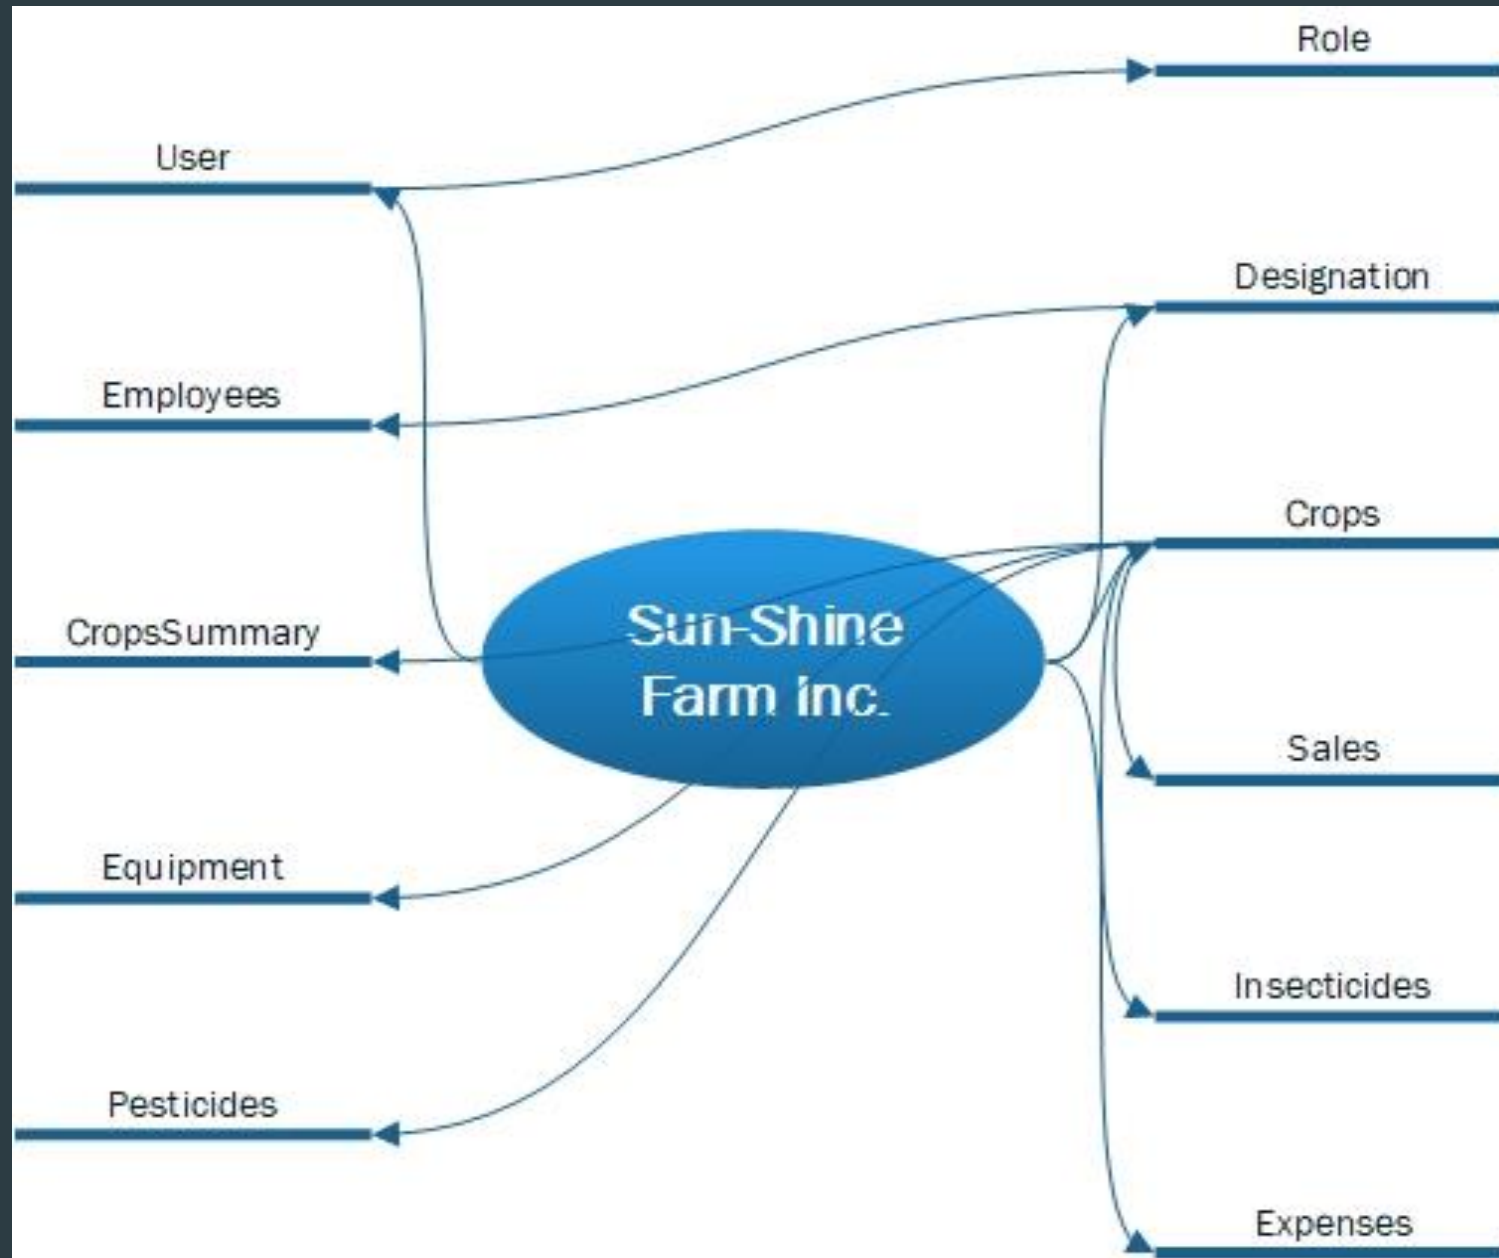 Role
User
Designation
Employees
Crops
Sun-Shine
Farm inc.
CropsSummary
Sales
Equipment
Insecticides
Pesticides
Expenses